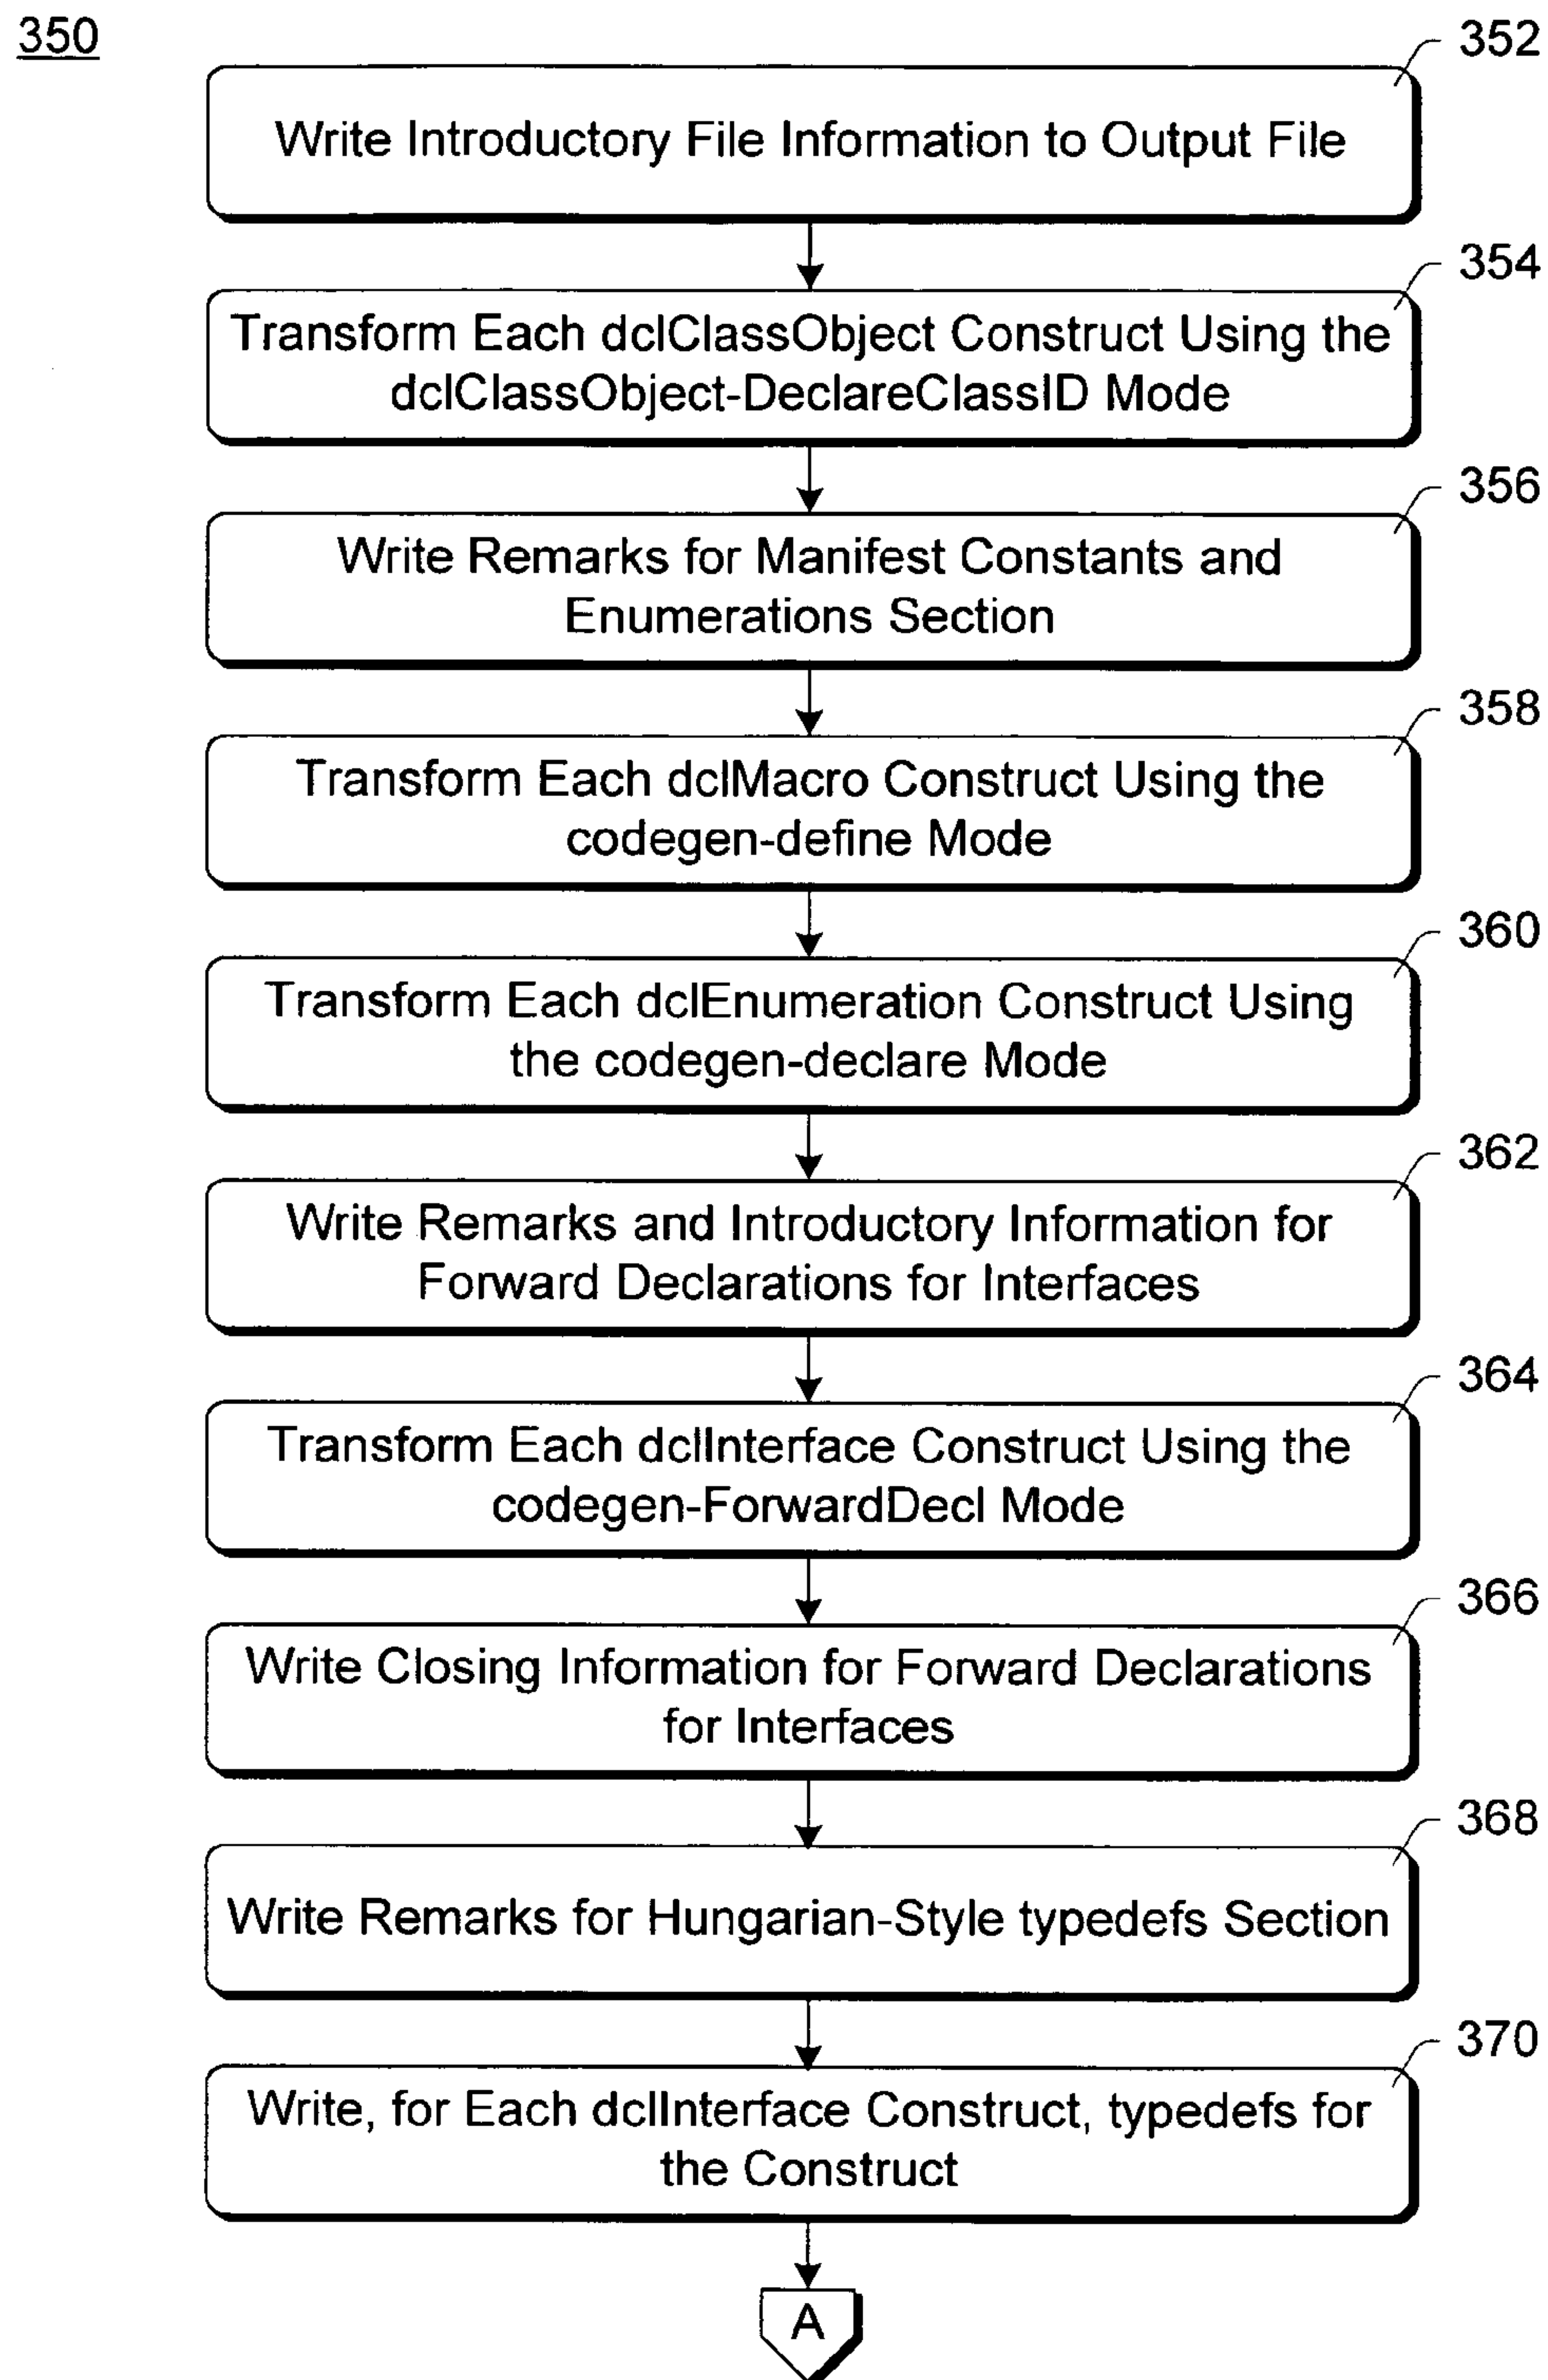 350
352
Write Introductory File Information to Output File
354
Transform Each dclClassObject Construct Using the
dclClassObject-DeclareClassID Mode
356
Write Remarks for Manifest Constants and
Enumerations Section
358
Transform Each dclMacro Construct Using the
codegen-define Mode
360
Transform Each dclEnumeration Construct Using
the codegen-declare Mode
362
Write Remarks and Introductory Information for
Forward Declarations for Interfaces
364
Transform Each dclInterface Construct Using the
codegen-ForwardDecl Mode
366
Write Closing Information for Forward Declarations
for Interfaces
368
Write Remarks for Hungarian-Style typedefs Section
370
Write, for Each dclInterface Construct, typedefs for
the Construct
A